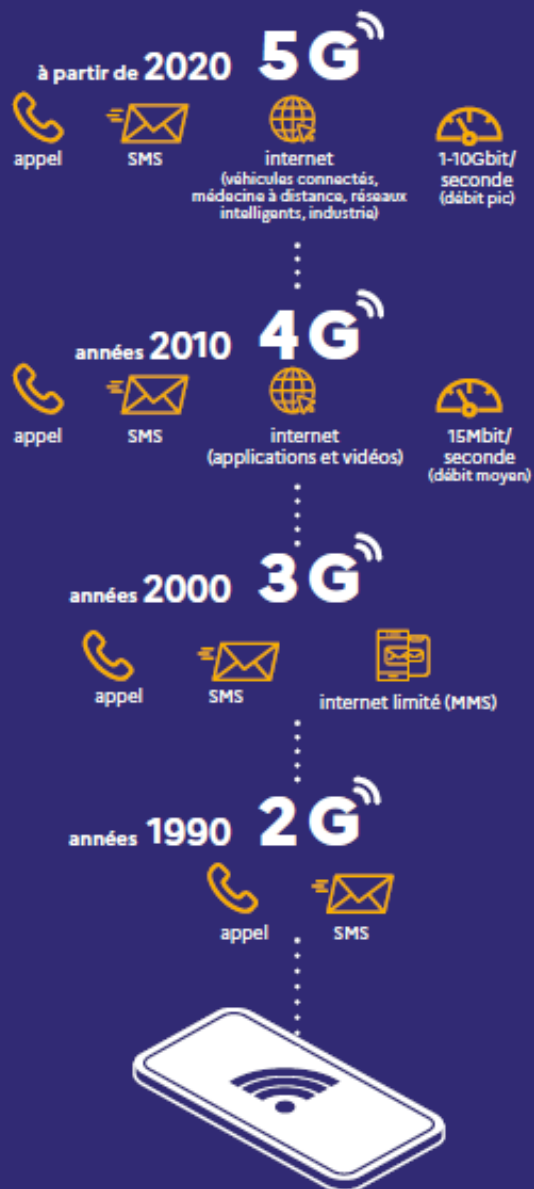 à partir de 2020 5G
appel
SMS
internet
(véhicules connectés,
médecine à distance, réseaux
intelligents, industrie)
1-10Gbit/
seconde
(débit pic)
années 2010 4G
appel
SMS
internet
(applications et vidéos)
15Mbit/
seconde
(débit moyen)
années 2000 3G
appel
SMS
internet limité (MMS)
années 1990 2G
appel
SMS